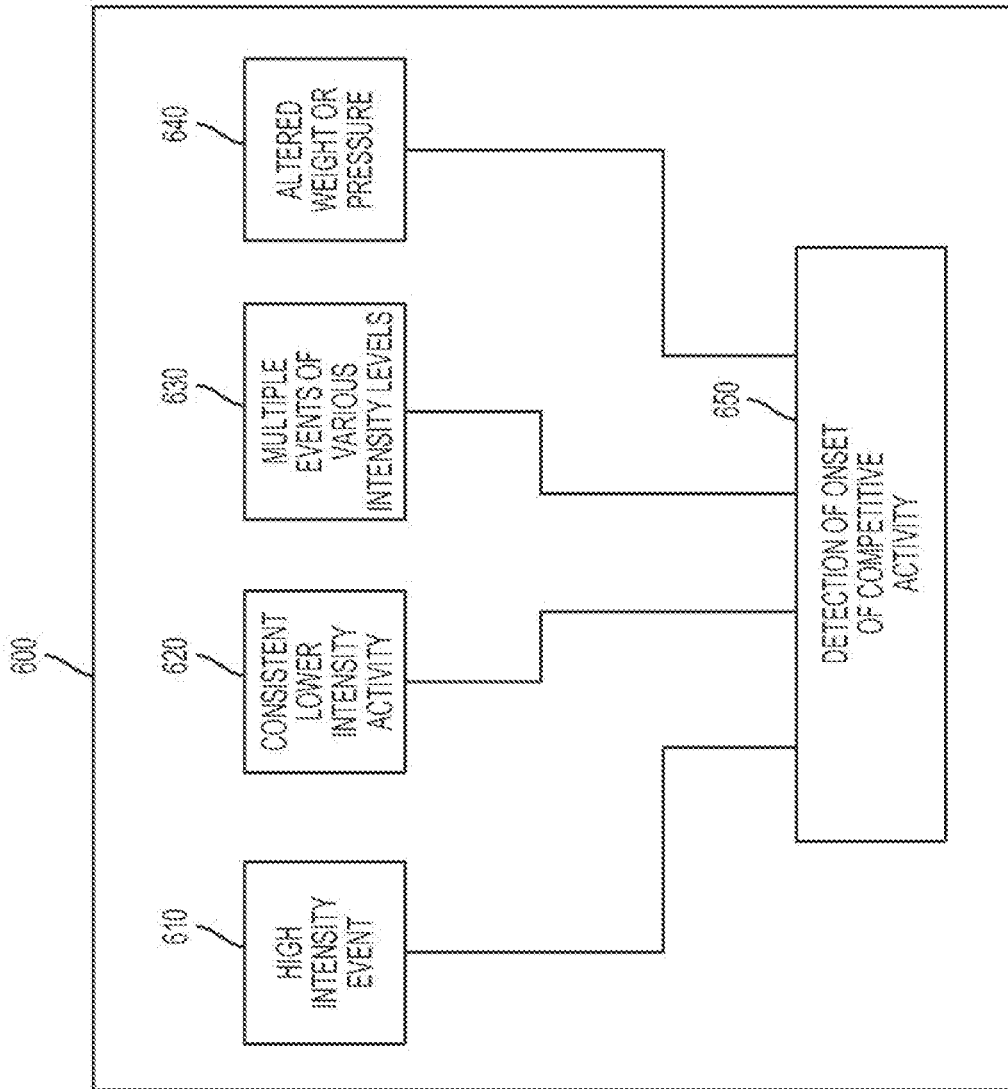 600
610
HIGH
INTENSITY
EVENT
620
CONSISTENT
LOWER
INTENSITY
ACTIVITY
630
MULTIPLE
EVENTS OF
VARIOUS
INTENSITY LEVELS
640
ALTERED
WEIGHT OR
PRESSURE
650
DETECTION OF ONSET
OF COMPETITIVE
ACTIVITY